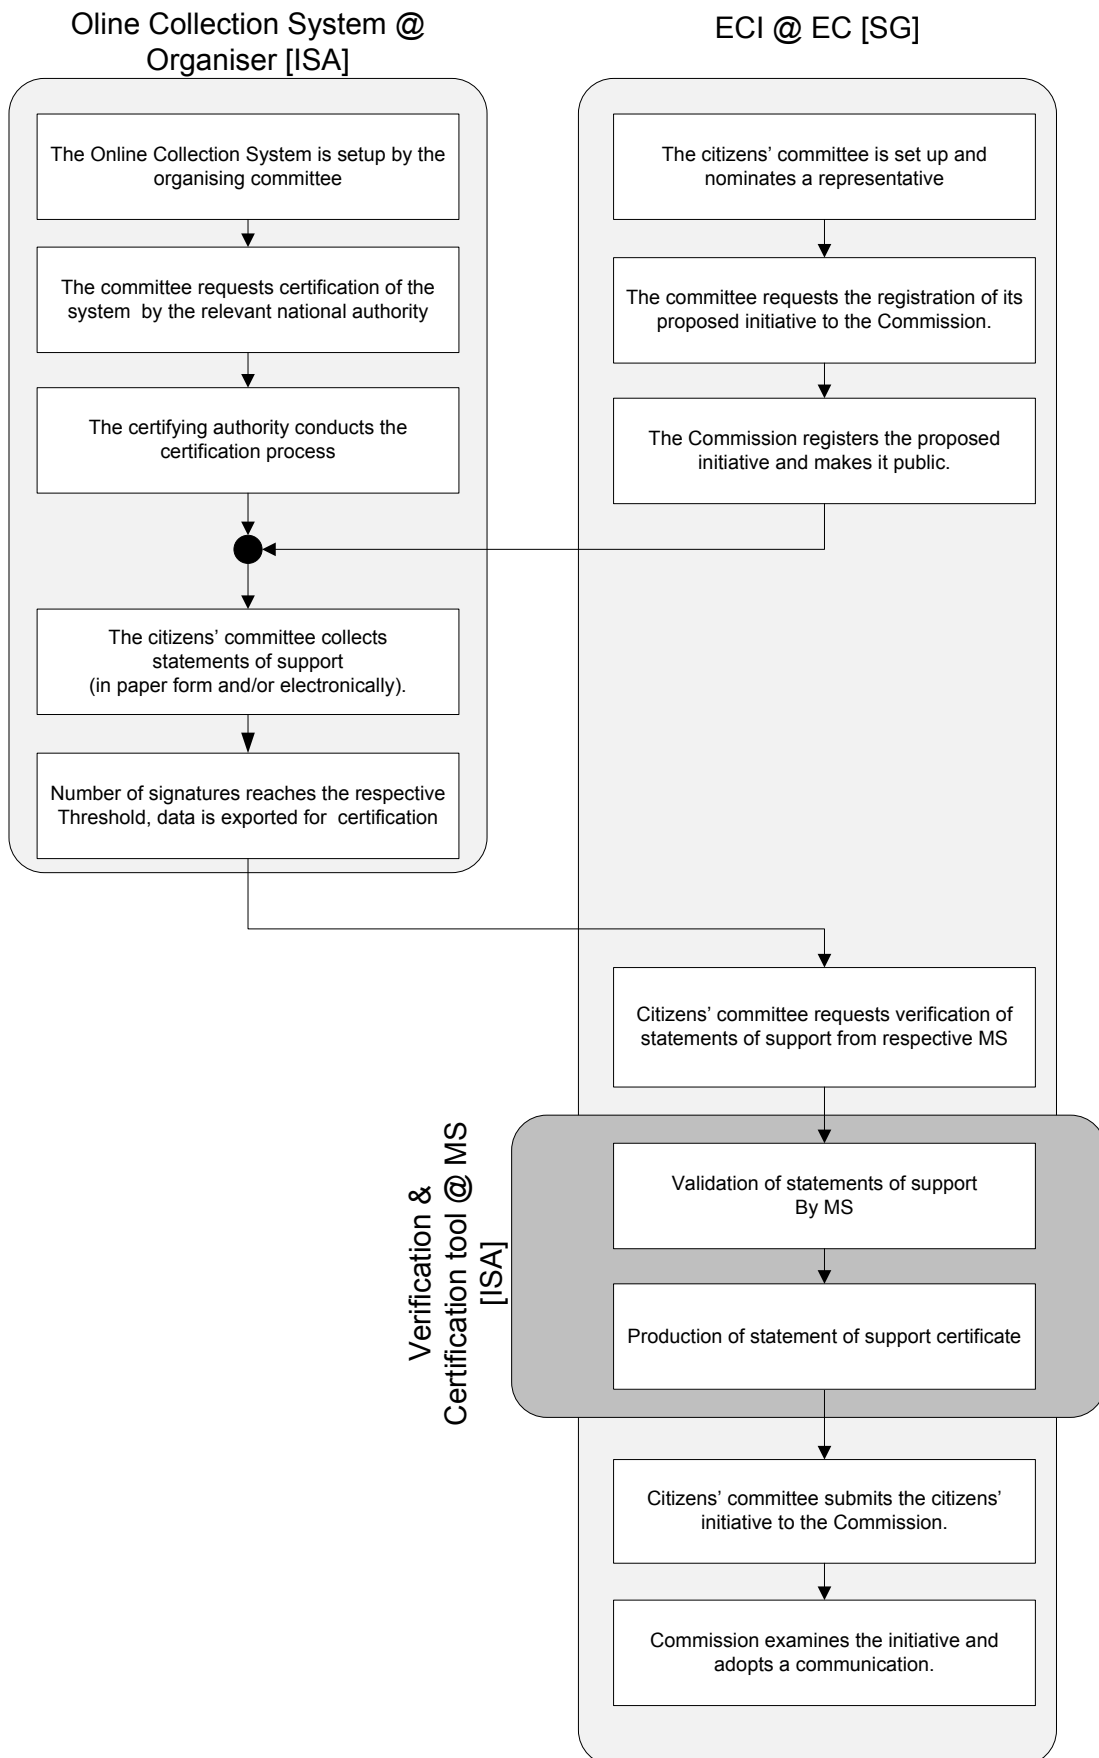 Oline Collection System @
Organiser [ISA]
The Online Collection System is setup by the
organising committee
The committee requests certification of the
system  by the relevant national authority
The certifying authority conducts the
certification process
The citizens’ committee collects
statements of support
(in paper form and/or electronically).
Number of signatures reaches the respective
Threshold, data is exported for  certification
ECI @ EC [SG]
The citizens’ committee is set up and
nominates a representative
The committee requests the registration of its
proposed initiative to the Commission.
The Commission registers the proposed
initiative and makes it public.
Citizens’ committee requests verification of
statements of support from respective MS
Verification &
Certification tool @ MS
[ISA]
Validation of statements of support
By MS
Production of statement of support certificate
Citizens’ committee submits the citizens’
initiative to the Commission.
Commission examines the initiative and
adopts a communication.